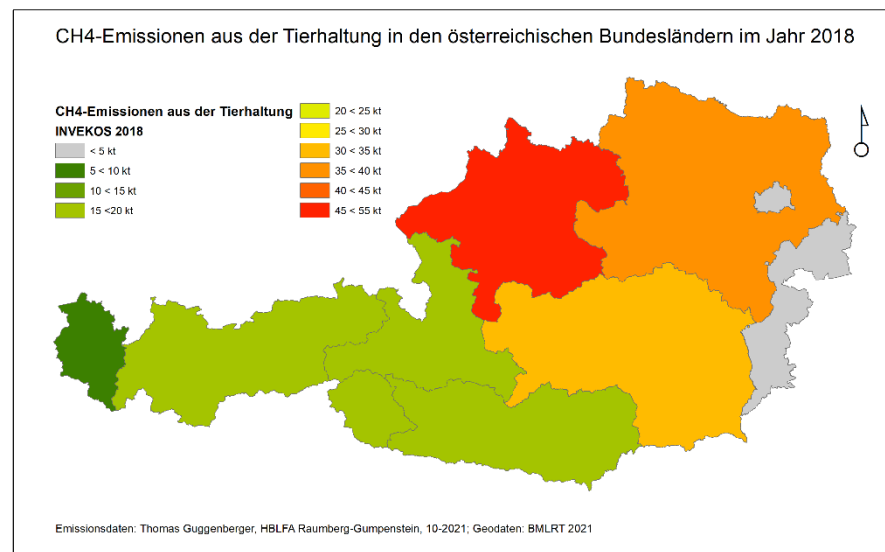 CH4-Emissionen aus der Tierhaltung in den österreichischen Bundesländern im Jahr 2018
CH4-Emissionen aus der Tierhaltung
INVEKOS 2018
< 5 kt
5 < 10 kt
10 < 15 kt
15 <20 kt
20 < 25 kt
25 < 30 kt
30 < 35 kt
35 < 40 kt
40 < 45 kt
45 < 55 kt
Emissionsdaten: Thomas Guggenberger, HBLFA Raumberg-Gumpenstein, 10-2021; Geodaten: BMLRT 2021